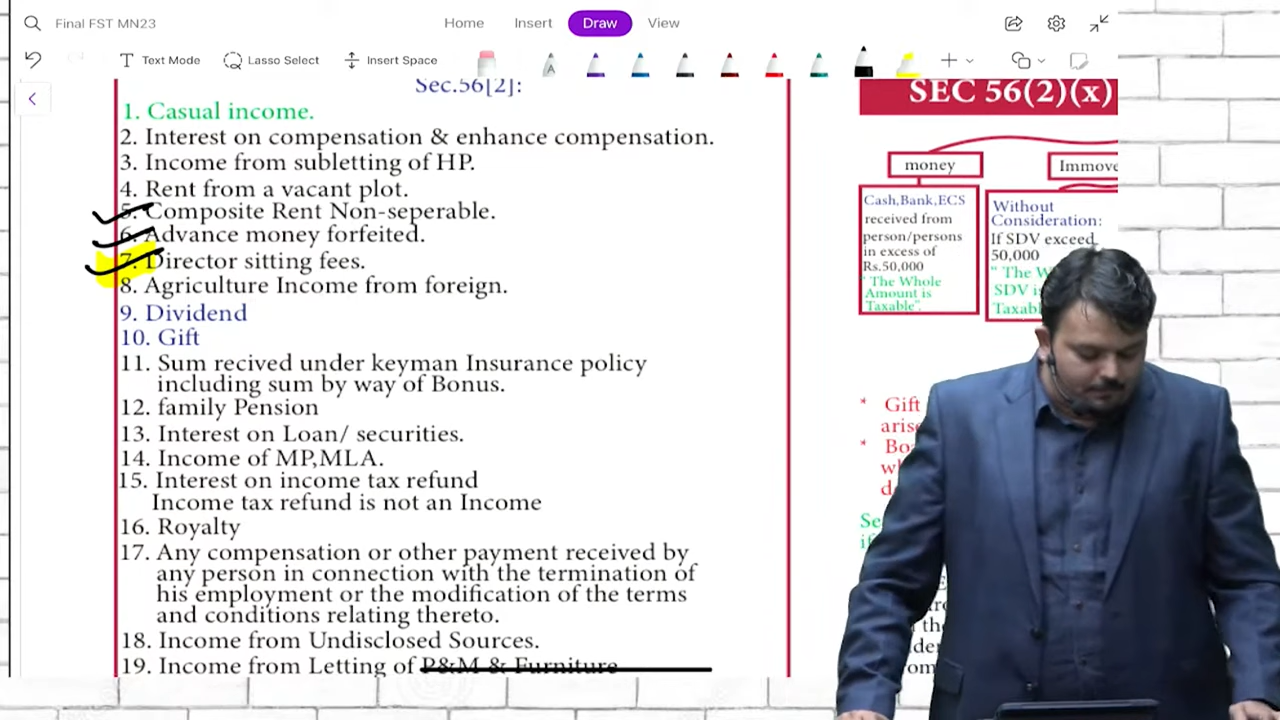 Final FST MN23
Home
Insert
Draw
View
Text Mode
Lasso Select
Insert Space
Sec.56[2]:
1. Casual income.
2. Interest on compensation & enhance compensation.
3. Income from subletting of HP.
4. Rent from a vacant plot.
5. Composite Rent Non-seperable.
6. Advance money forfeited.
7. Director sitting fees.
8. Agriculture Income from foreign.
9. Dividend
10. Gift
11. Sum recived under keyman Insurance policy
including sum by way of Bonus.
12. family Pension
13. Interest on Loan/ securities.
14. Income of MP,MLA.
15. Interest on income tax refund
Income tax refund is not an Income
16. Royalty
17. Any compensation or other payment received by
any person in connection with the termination of
his employment or the modification of the terms
and conditions relating thereto.
18. Income from Undisclosed Sources.
19. Income from Letting of P&M & Furniture
SEC 56(2)(x)
money
Immove
Cash,Bank,ECS
received from
person/persons
in excess of
Rs.50,000
" The Whole
Amount is
Taxable".
Without
Consideration:
If SDV exceed
50,000
" The W
SDV is
Taxabl
* Gift
aris
* Bo